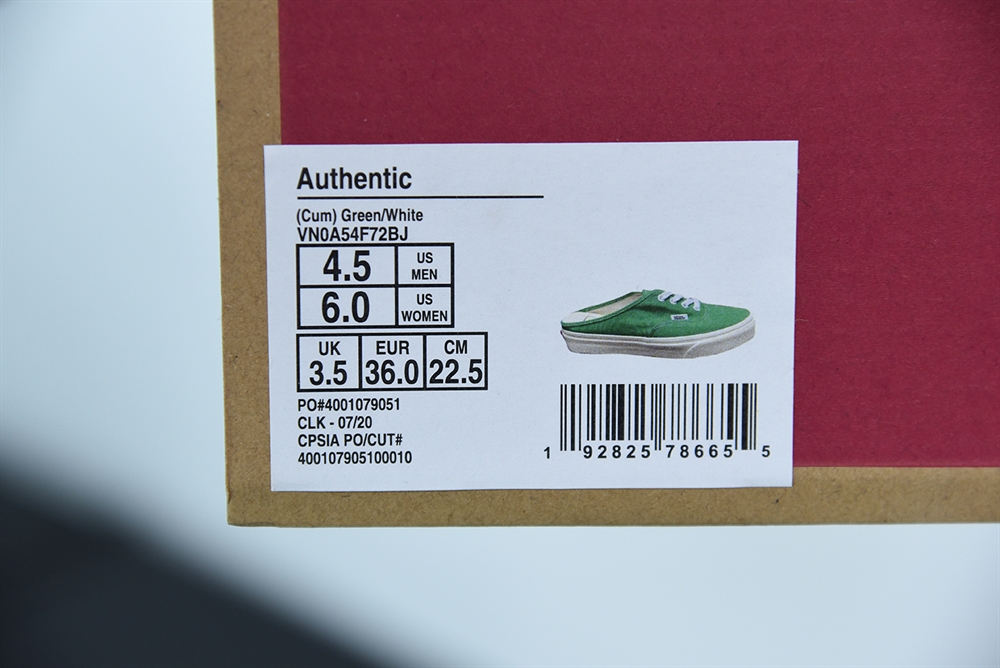 Authentic
(Cum) Green/White
VN0A54F72BJ
4.5 US MEN
6.0 US WOMEN
UK EUR CM
3.5 36.0 22.5
PO#4001079051
CLK - 07/20
CPSIA PO/CUT#
400107905100010
1 92825 78665 5